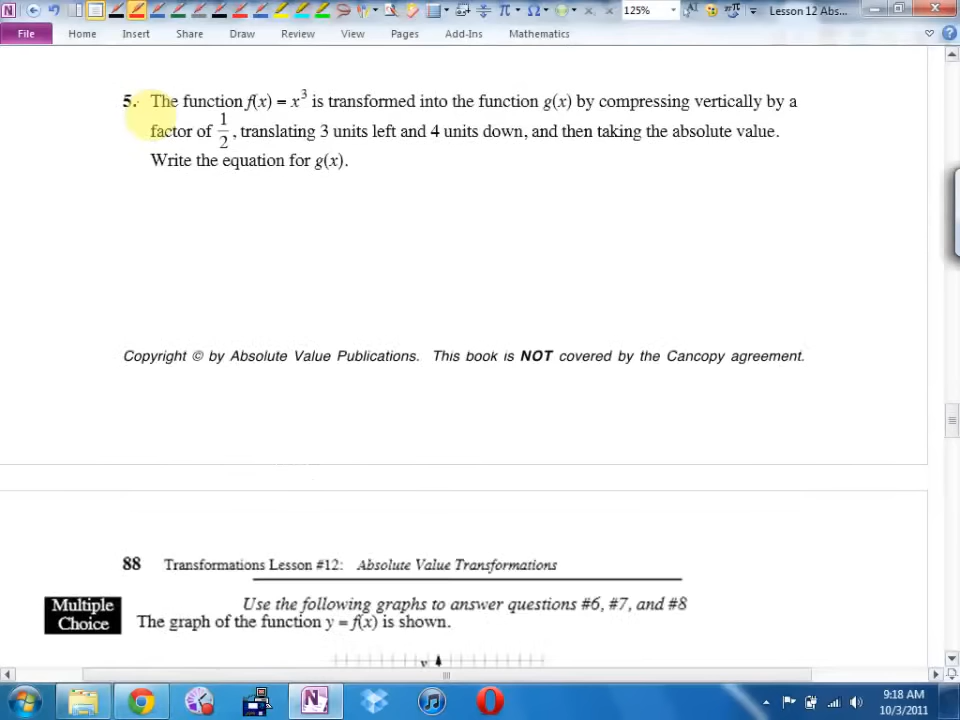 125%
Lesson 12 Abs...
File Home Insert Share Draw Review View Pages Add-Ins Mathematics
5. The function f(x) = x³ is transformed into the function g(x) by compressing vertically by a
factor of 1/2, translating 3 units left and 4 units down, and then taking the absolute value.
Write the equation for g(x).
Copyright © by Absolute Value Publications. This book is NOT covered by the Cancopy agreement.
88 Transformations Lesson #12: Absolute Value Transformations
Use the following graphs to answer questions #6, #7, and #8
Multiple
Choice
The graph of the function y = f(x) is shown.
y
9:18 AM
10/3/2011